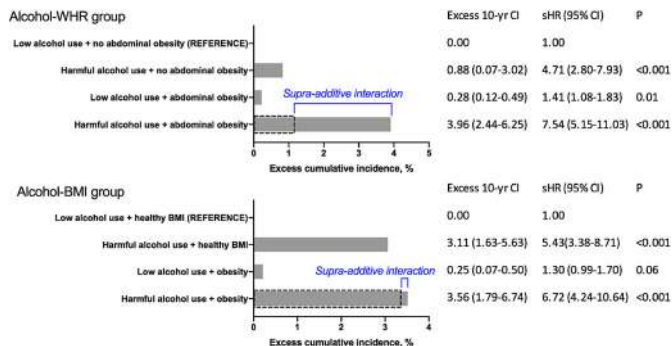 Alcohol-WHR group
Excess 10-yr CI sHR (95% CI) P
Low alcohol use + no abdominal obesity (REFERENCE) 0.00 1.00
Harmful alcohol use + no abdominal obesity 0.88 (0.07-3.02) 4.71 (2.80-7.93) <0.001
Supra-additive interaction
Low alcohol use + abdominal obesity 0.28 (0.12-0.49) 1.41 (1.08-1.83) 0.01
Harmful alcohol use + abdominal obesity 3.96 (2.44-6.25) 7.54 (5.15-11.03) <0.001
0 1 2 3 4 5
Excess cumulative incidence, %
Alcohol-BMI group
Excess 10-yr CI sHR (95% CI) P
Low alcohol use + healthy BMI (REFERENCE) 0.00 1.00
Harmful alcohol use + healthy BMI 3.11 (1.63-5.63) 5.43(3.38-8.71) <0.001
Low alcohol use + obesity 0.25 (0.07-0.50) 1.30 (0.99-1.70) 0.06
Supra-additive interaction
Harmful alcohol use + obesity 3.56 (1.79-6.74) 6.72 (4.24-10.64) <0.001
0 1 2 3 4
Excess cumulative incidence, %